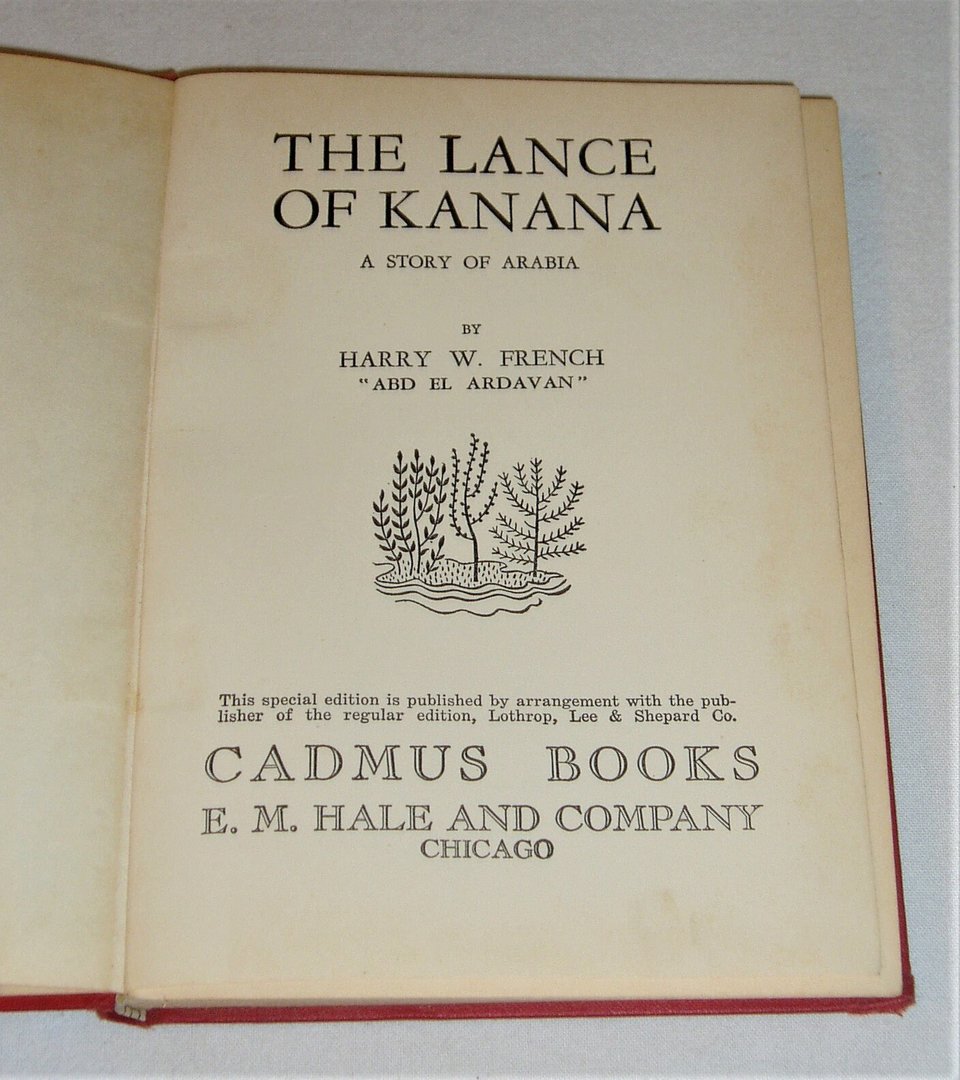 THE LANCE
OF KANANA
A STORY OF ARABIA
BY
HARRY W. FRENCH
"ABD EL ARDAVAN"
This special edition is published by arrangement with the pub-
lisher of the regular edition, Lothrop, Lee & Shepard Co.
CADMUS BOOKS
E. M. HALE AND COMPANY
CHICAGO